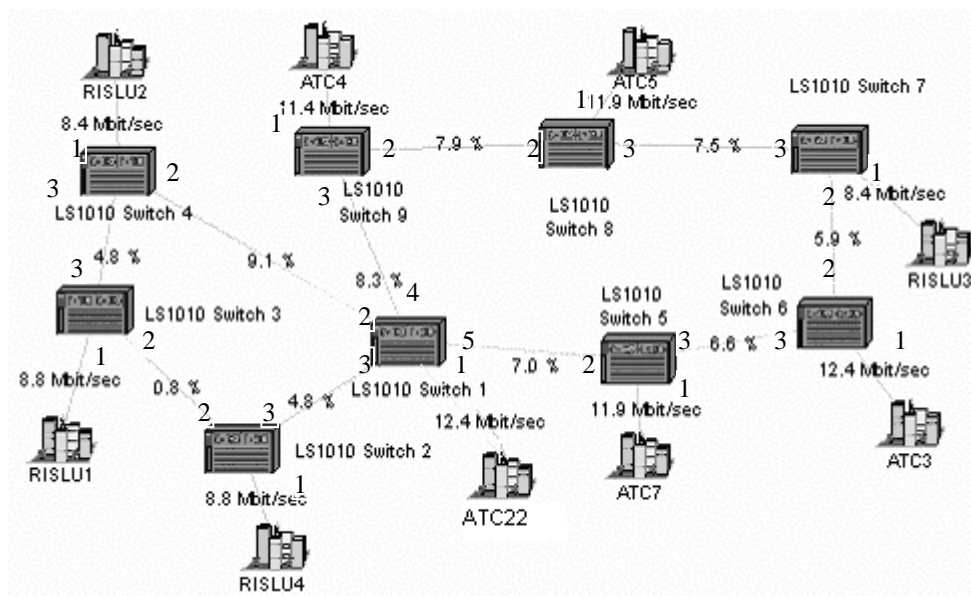 RISLU2
ATC4
ATC5
LS1010 Switch 7
8.4 Mbit/sec
11.4 Mbit/sec
1
11.9 Mbit/sec
1
1
2
7.9 %
2
3
7.5 %
3
1
2
3
LS1010 Switch 4
3
LS1010
Switch 9
LS1010
Switch 8
2
8.4 Mbit/sec
4.8 %
9.1 %
8.3 %
5.9 %
RISLU3
3
LS1010 Switch 3
2
4
LS1010
Switch 5
LS1010
Switch 6
2
1
2
3
5
1
7.0 %
2
3
6.6 %
3
1
8.8 Mbit/sec
0.8 %
4.8 %
LS1010 Switch 1
1
12.4 Mbit/sec
2
3
12.4 Mbit/sec
11.9 Mbit/sec
RISLU1
LS1010 Switch 2
ATC3
8.8 Mbit/sec
1
ATC22
ATC7
RISLU4